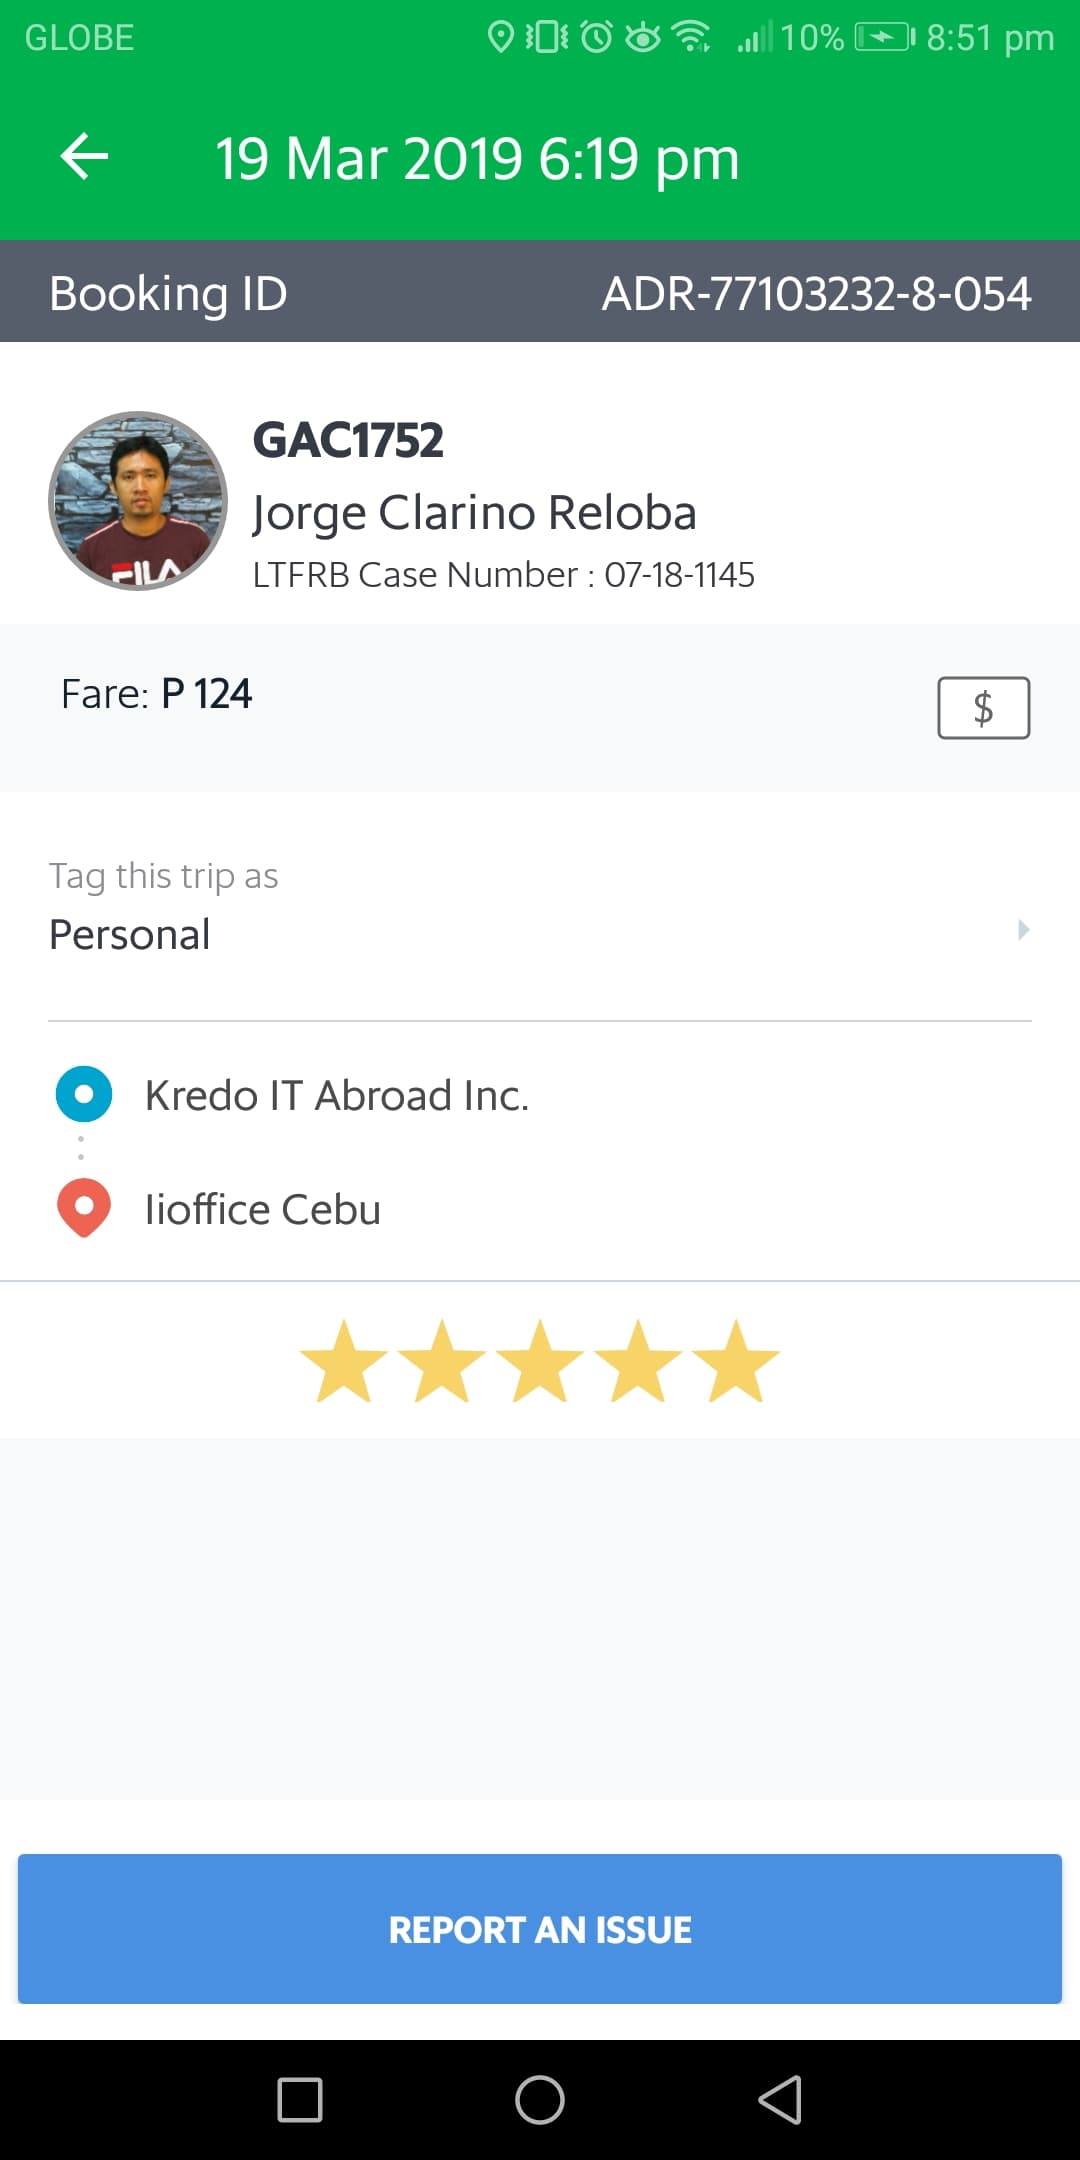 GLOBE 10% 8:51 pm
19 Mar 2019 6:19 pm
Booking ID ADR-77103232-8-054
GAC1752
Jorge Clarino Reloba
LTFRB Case Number : 07-18-1145
FILA
Fare: P 124
$
Tag this trip as
Personal
Kredo IT Abroad Inc.
Iioffice Cebu
REPORT AN ISSUE